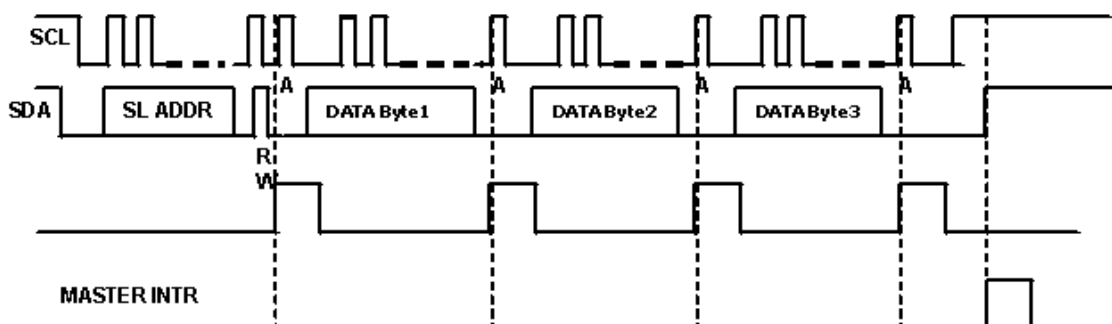 SCL
A A A A
SDA SL ADDR DATA Byte1 DATA Byte2 DATA Byte3
R
W
MASTER INTR